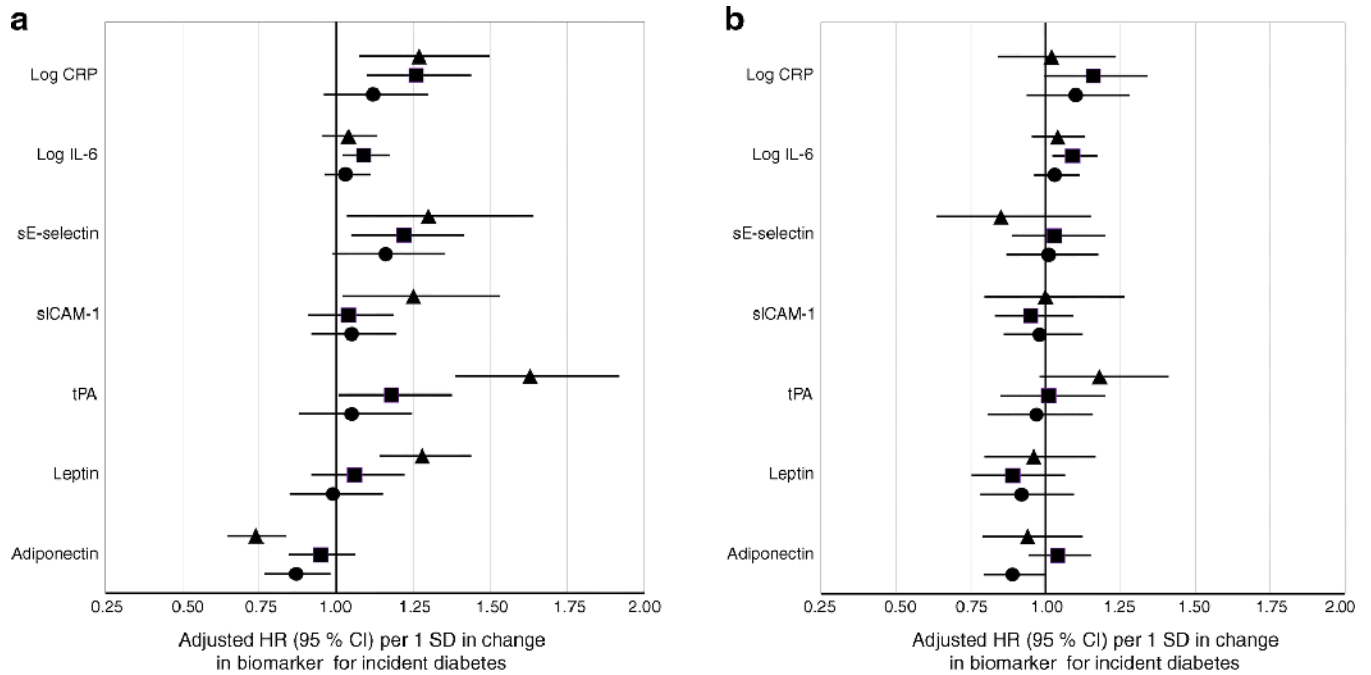 a
Log CRP
Log IL-6
sE-selectin
sICAM-1
tPA
Leptin
Adiponectin
0.25 0.50 0.75 1.00 1.25 1.50 1.75 2.00
Adjusted HR (95 % CI) per 1 SD in change
in biomarker for incident diabetes
b
Log CRP
Log IL-6
sE-selectin
sICAM-1
tPA
Leptin
Adiponectin
0.25 0.50 0.75 1.00 1.25 1.50 1.75 2.00
Adjusted HR (95 % CI) per 1 SD in change
in biomarker for incident diabetes